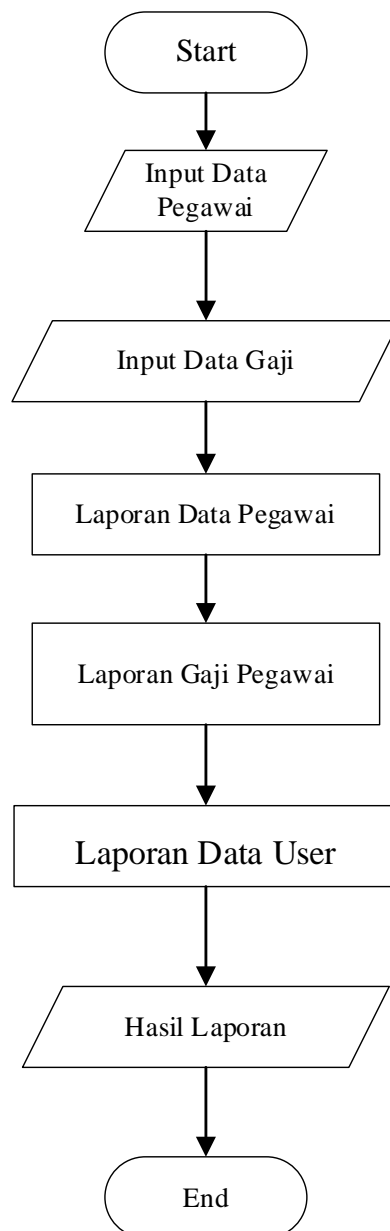 Start
Input Data
Pegawai
Input Data Gaji
Laporan Data Pegawai
Laporan Gaji Pegawai
Laporan Data User
Hasil Laporan
End